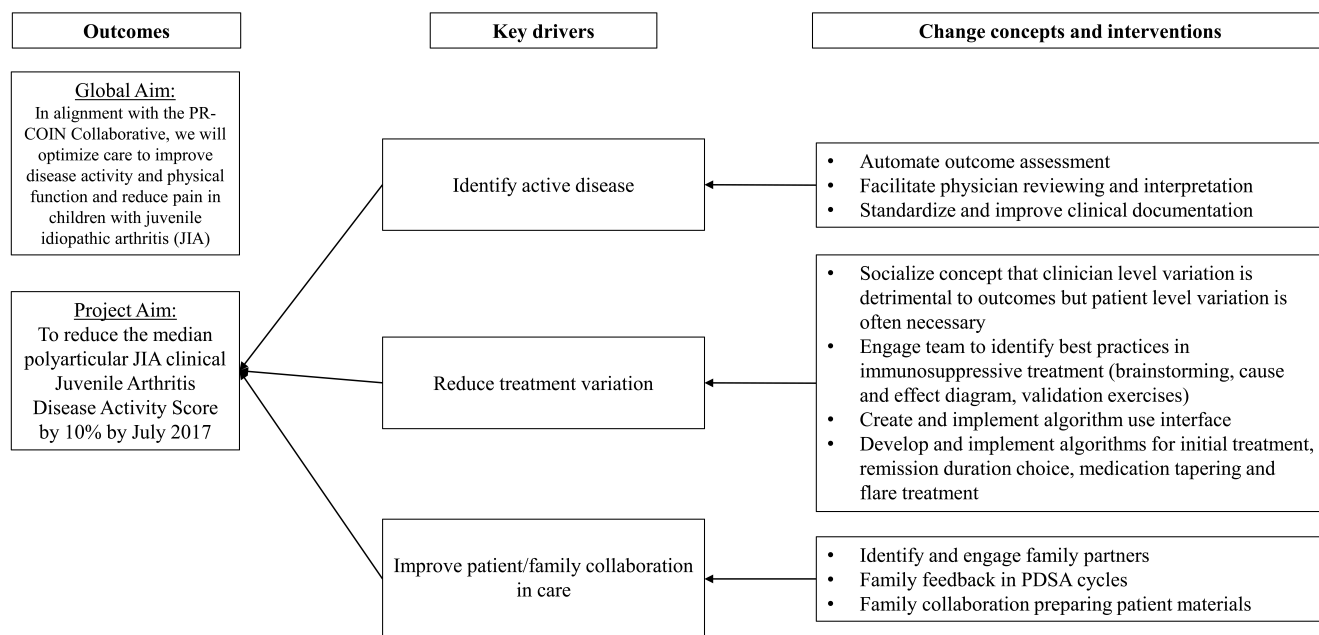 Outcomes
Key drivers
Change concepts and interventions
Global Aim:
In alignment with the PR-
COIN Collaborative, we will
optimize care to improve
disease activity and physical
function and reduce pain in
children with juvenile
idiopathic arthritis (JIA)
Project Aim:
To reduce the median
polyarticular JIA clinical
Juvenile Arthritis
Disease Activity Score
by 10% by July 2017
Identify active disease
Reduce treatment variation
Improve patient/family collaboration
in care
• Automate outcome assessment
• Facilitate physician reviewing and interpretation
• Standardize and improve clinical documentation
• Socialize concept that clinician level variation is
detrimental to outcomes but patient level variation is
often necessary
• Engage team to identify best practices in
immunosuppressive treatment (brainstorming, cause
and effect diagram, validation exercises)
• Create and implement algorithm use interface
• Develop and implement algorithms for initial treatment,
remission duration choice, medication tapering and
flare treatment
• Identify and engage family partners
• Family feedback in PDSA cycles
• Family collaboration preparing patient materials